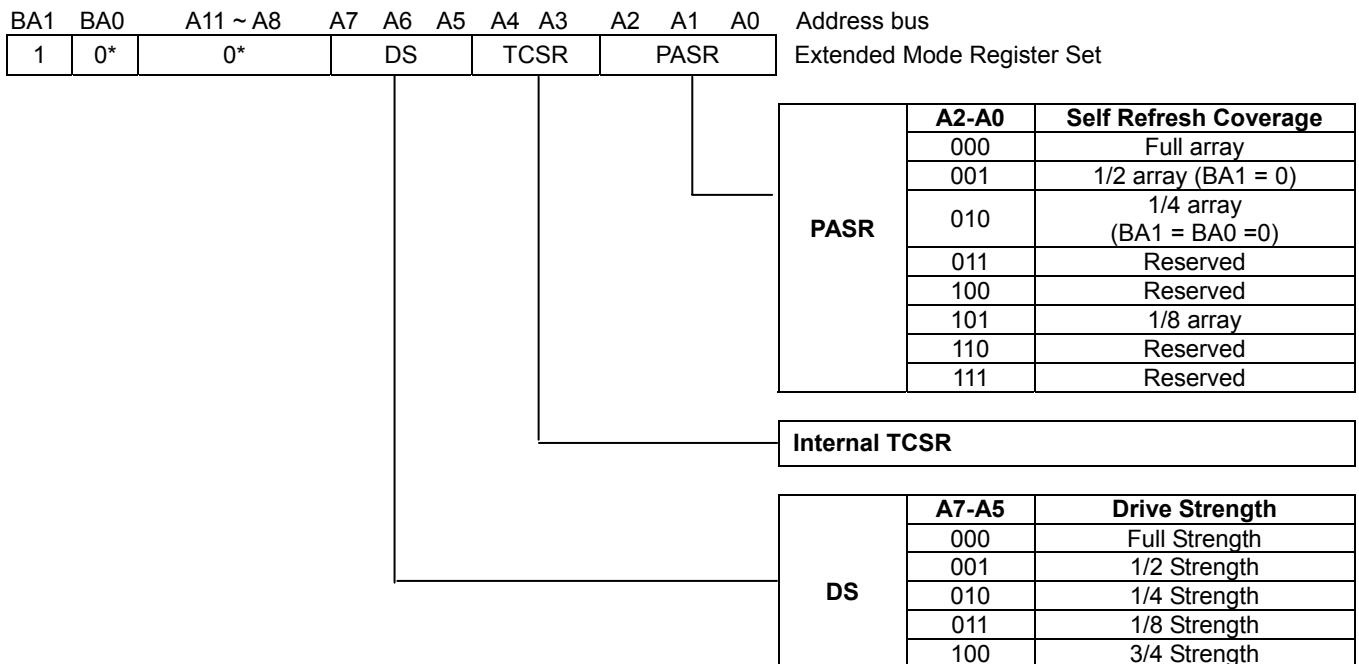 BA1 BA0 A11 ~ A8 A7 A6 A5 A4 A3 A2 A1 A0 Address bus
1 0* 0* DS TCSR PASR Extended Mode Register Set
A2-A0 Self Refresh Coverage
000 Full array
001 1/2 array (BA1 = 0)
PASR 010 1/4 array
(BA1 = BA0 =0)
011 Reserved
100 Reserved
101 1/8 array
110 Reserved
111 Reserved
Internal TCSR
A7-A5 Drive Strength
000 Full Strength
001 1/2 Strength
DS 010 1/4 Strength
011 1/8 Strength
100 3/4 Strength